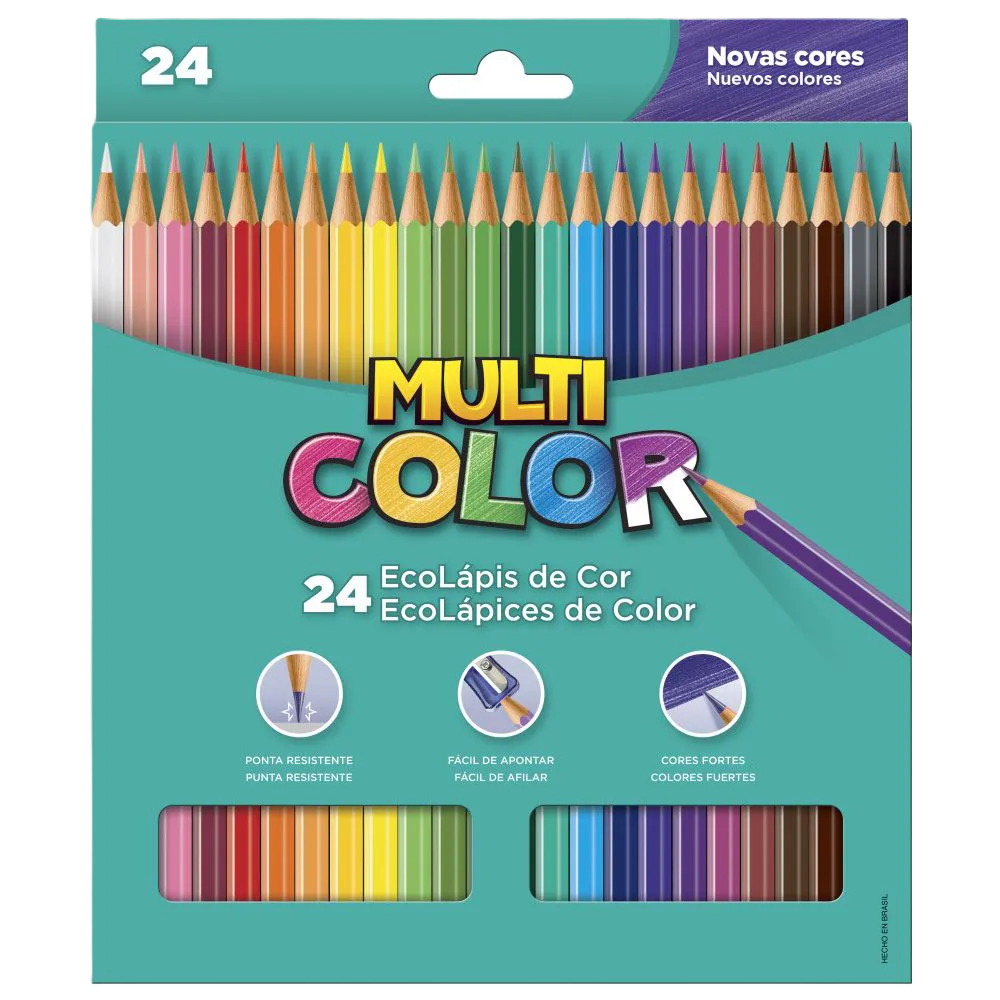 24
Novas cores
Nuevos colores
MULTI
COLOR
24 EcoLápis de Cor
EcoLápices de Color
PONTA RESISTENTE
PUNTA RESISTENTE
FÁCIL DE APONTAR
FÁCIL DE AFILAR
CORES FORTES
COLORES FUERTES
HECHO EN BRASIL